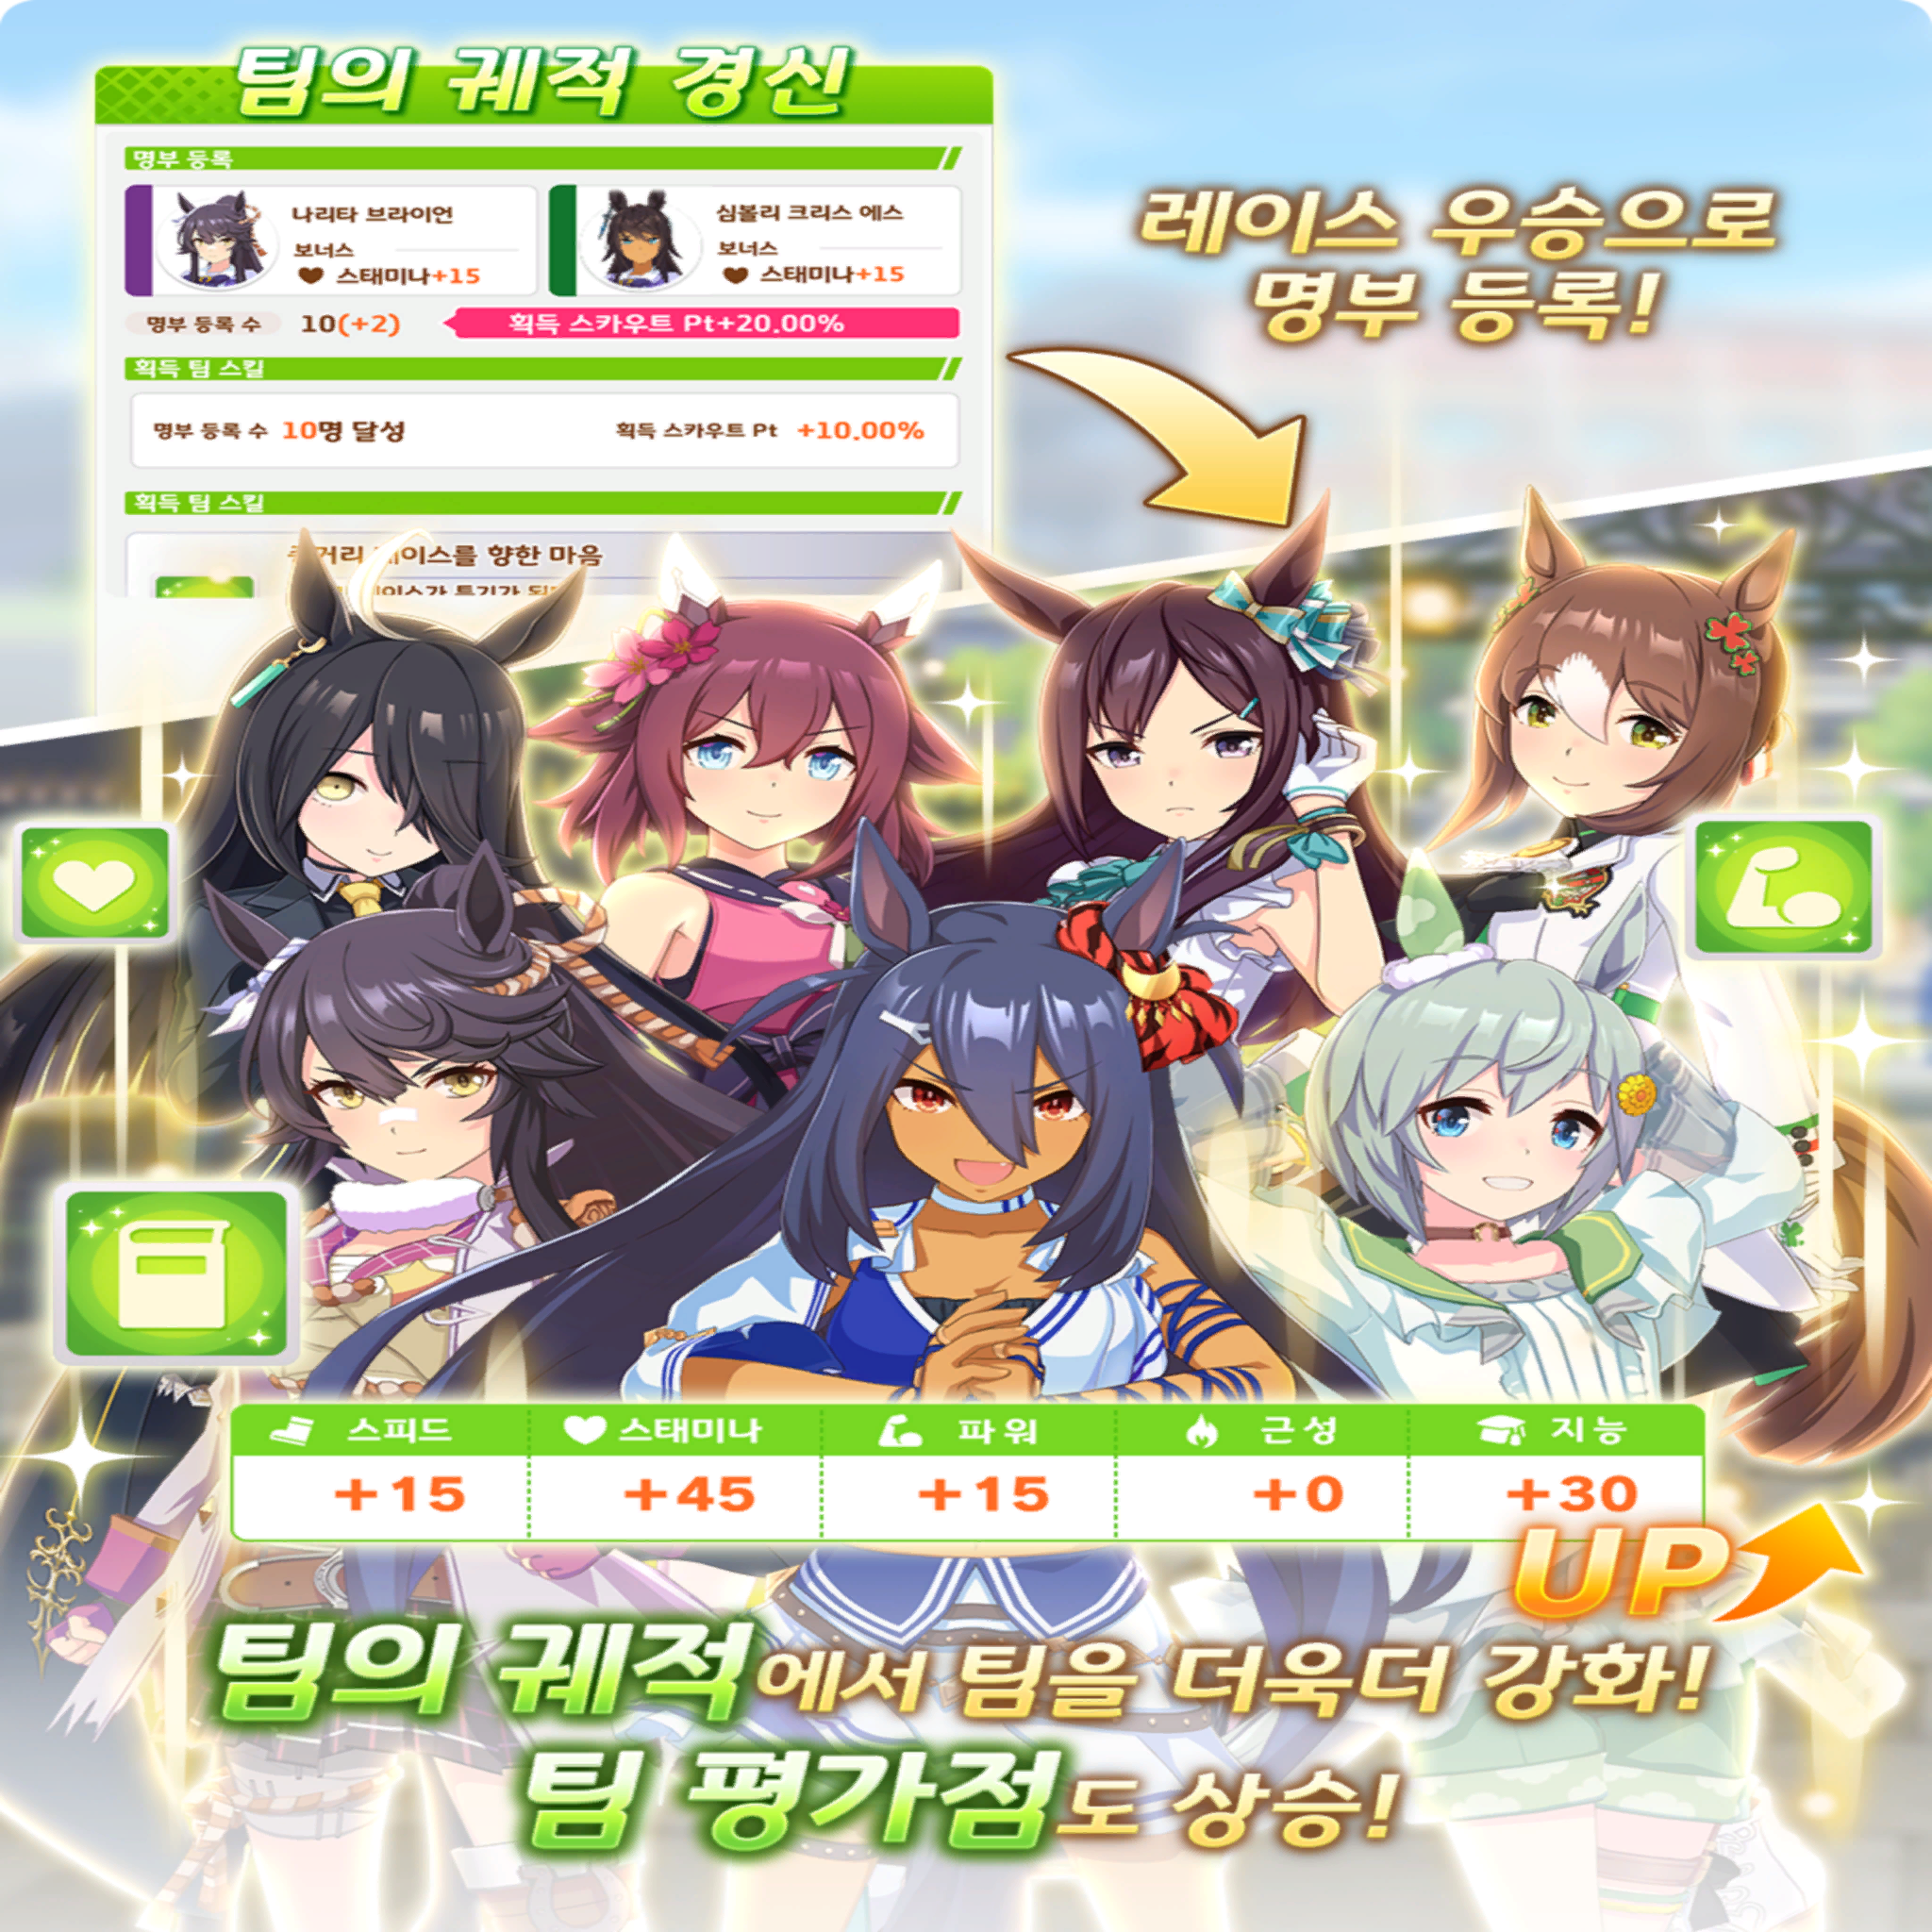 팀의 궤적 경신
명부 등록
나리타 브라이언
보너스
스태미나+15
심볼리 크리스 에스
보너스
스태미나+15
명부 등록 수 10(+2) 획득 스카우트 Pt+20.00%
획득 팀 스킬
명부 등록 수 10명 달성 획득 스카우트 Pt +10.00%
획득 팀 스킬
향한 마음
레이스 우승으로
명부 등록!
스피드 스태미나 파워 근성 지능
+15 +45 +15 +0 +30
UP
팀의 궤적에서 팀을 더욱더 강화!
팀 평가점도 상승!